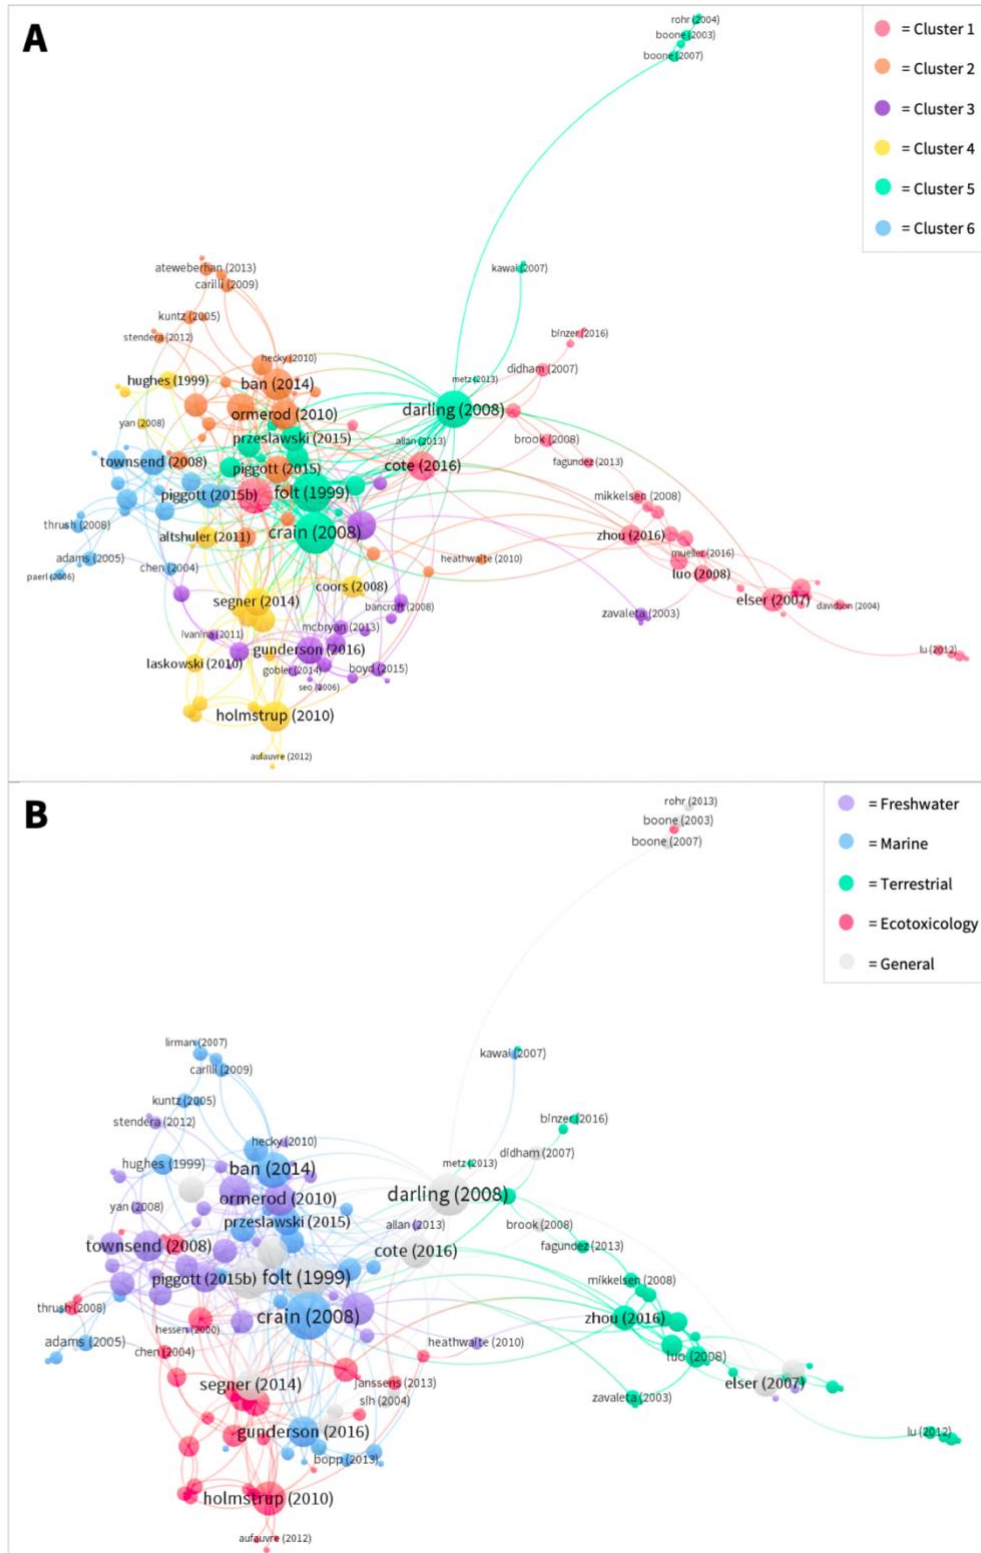 A
rohr (2004)
boone (2003)
boone (2007)
= Cluster 1
= Cluster 2
= Cluster 3
= Cluster 4
= Cluster 5
= Cluster 6
ateweberhan (2013)
carilli (2009)
kawai (2007)
kuntz (2005)
stendera (2012)
binzer (2016)
hecky (2010)
didham (2007)
hughes (1999)
ban (2014)
metz (2013)
darling (2008)
ormerod (2010)
yan (2008)
przeslawski (2015)
allan (2013)
brook (2008)
townsend (2008)
piggott (2015)
cote (2016)
fagundez (2013)
piggott (2015b)
folt (1999)
mikkelsen (2008)
thrush (2008)
altshuler (2011)
crain (2008)
zhou (2016)
adams (2005)
chen (2004)
heathwaite (2010)
mueller (2016)
paerl (2006)
coors (2008)
luo (2008)
segner (2014)
bancroft (2008)
elser (2007)
davidson (2004)
ivanina (2011)
mcbryan (2013)
zavaleta (2003)
laskowski (2010)
gunderson (2016)
gobler (2014)
boyd (2015)
lu (2012)
seo (2006)
holmstrup (2010)
aufauvre (2012)
B
rohr (2013)
boone (2003)
boone (2007)
= Freshwater
= Marine
= Terrestrial
= Ecotoxicology
= General
lirman (2007)
carilli (2009)
kawai (2007)
kuntz (2005)
stendera (2012)
binzer (2016)
hecky (2010)
didham (2007)
hughes (1999)
ban (2014)
metz (2013)
darling (2008)
ormerod (2010)
yan (2008)
przeslawski (2015)
allan (2013)
brook (2008)
townsend (2008)
cote (2016)
fagundez (2013)
piggott (2015b)
folt (1999)
mikkelsen (2008)
thrush (2008)
crain (2008)
zhou (2016)
hessen (2000)
adams (2005)
chen (2004)
heathwaite (2010)
luo (2008)
segner (2014)
janssens (2013)
elser (2007)
sih (2004)
zavaleta (2003)
gunderson (2016)
lu (2012)
bopp (2013)
holmstrup (2010)
aufauvre (2012)